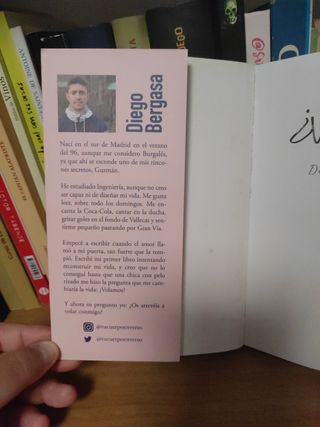 Diego
Bergasa
Nací en el sur de Madrid en el verano
del 96, aunque me considero Burgalés,
ya que ahí se esconde uno de mis rinco-
nes secretos, Guzmán.
He estudiado Ingeniería, aunque no creo
ser capaz ni de diseñar mi vida. Me gusta
leer, sobre todo los domingos. Me en-
canta la Coca-Cola, cantar en la ducha,
gritar goles en el fondo de Vallecas y sen-
tirme pequeño paseando por Gran Vía.
Empecé a escribir cuando el amor lla-
mó a mi puerta, tan fuerte que la rom-
pió. Escribí mi primer libro intentando
reconstruir mi vida, y creo que no lo
conseguí hasta que una chica con pelo
rizado me hizo la pregunta que me cam-
biaría la vida: ¿Volamos?
Y ahora os pregunto yo: ¿Os atrevéis a
volar conmigo?
@tucuerpoenverso
@tucuerpoenverso